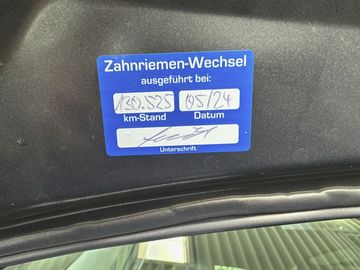 Zahnriemen-Wechsel
ausgeführt bei:
130.525 05/24
km-Stand Datum
Unterschrift